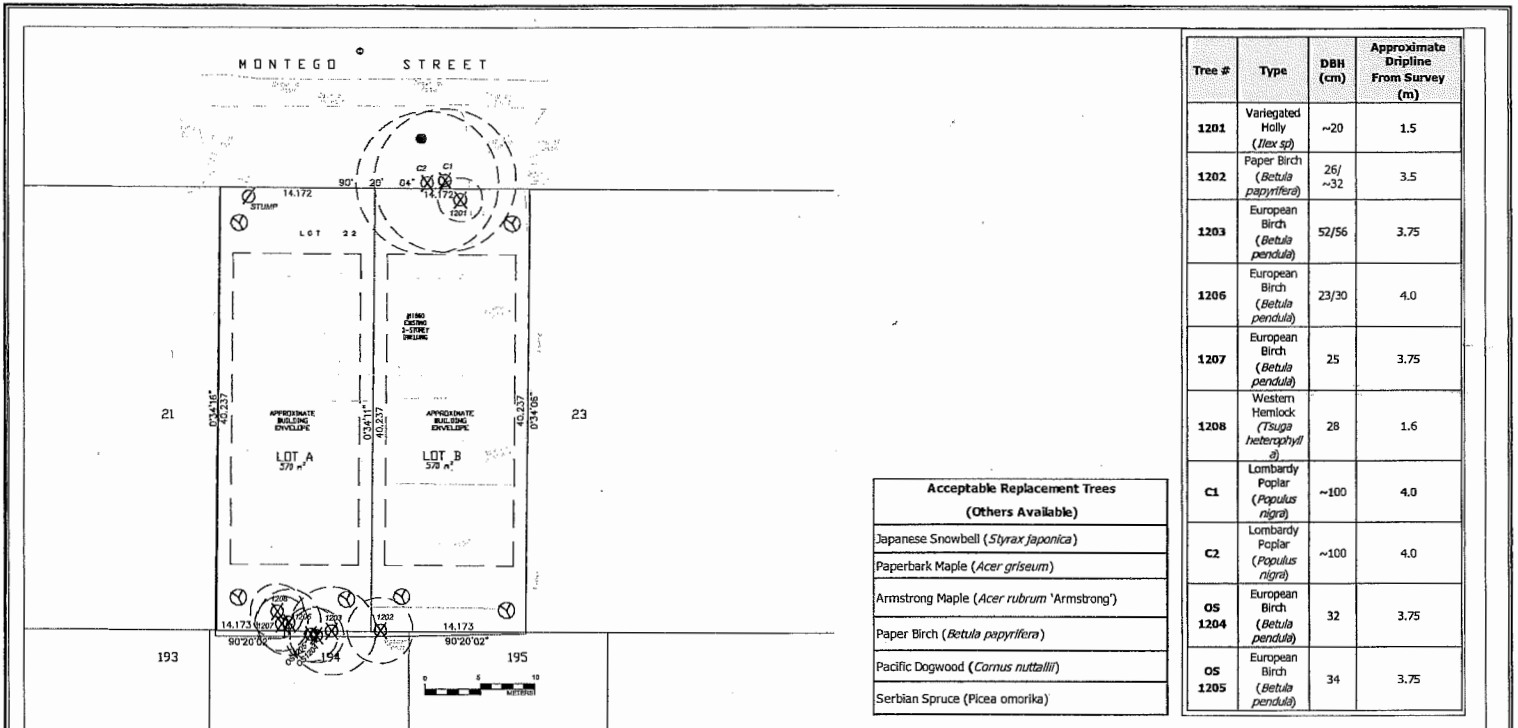 MONTEGO STREET
C2 C1
14.172 90° 20' 04" 14.172
STUMP
1201
LOT 22
EXISTING
2-STOREY
DWELLING
21
0°34'16"
40.237
APPROXIMATE
BUILDING
ENVELOPE
LOT A
570 m²
0°34'11"
40.237
APPROXIMATE
BUILDING
ENVELOPE
LOT B
570 m²
40.237
0°34'06"
23
1208
1206
14.173 1207
1203
1202
14.173
90°20'02"
90°20'02"
193
194
195
0 5 10
METERS
Tree # Type DBH (cm) Approximate Dripline From Survey (m)
1201 Variegated Holly (Ilex sp) ~20 1.5
1202 Paper Birch (Betula papyrifera) 26/ ~32 3.5
1203 European Birch (Betula pendula) 52/56 3.75
1206 European Birch (Betula pendula) 23/30 4.0
1207 European Birch (Betula pendula) 25 3.75
1208 Western Hemlock (Tsuga heterophylla) 28 1.6
C1 Lombardy Poplar (Populus nigra) ~100 4.0
C2 Lombardy Poplar (Populus nigra) ~100 4.0
OS 1204 European Birch (Betula pendula) 32 3.75
OS 1205 European Birch (Betula pendula) 34 3.75
Acceptable Replacement Trees
(Others Available)
Japanese Snowbell (Styrax japonica)
Paperbark Maple (Acer griseum)
Armstrong Maple (Acer rubrum 'Armstrong')
Paper Birch (Betula papyrifera)
Pacific Dogwood (Cornus nuttallii)
Serbian Spruce (Picea omorika)